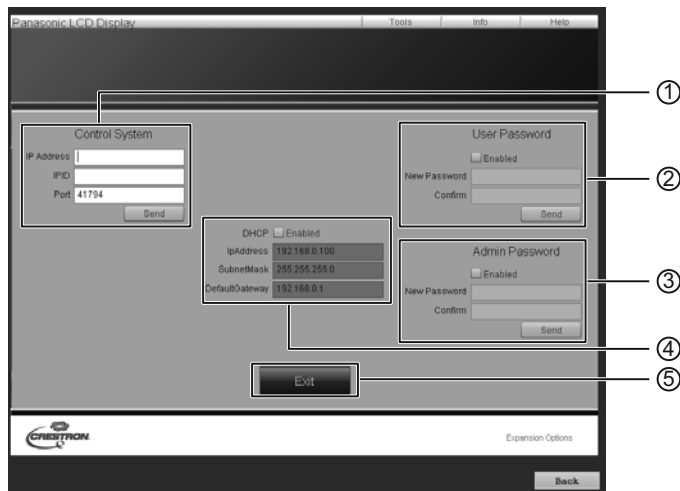 Panasonic LCD Display Tools Info Help
①
Control System
IP Address
IPID
Port 41794
Send
User Password
Enabled
New Password
Confirm
Send
②
DHCP Enabled
IpAddress 192.168.0.100
SubnetMask 255.255.255.0
DefaultGateway 192.168.0.1
Admin Password
Enabled
New Password
Confirm
Send
③
④
Exit
⑤
CRESTRON
Expansion Options
Back